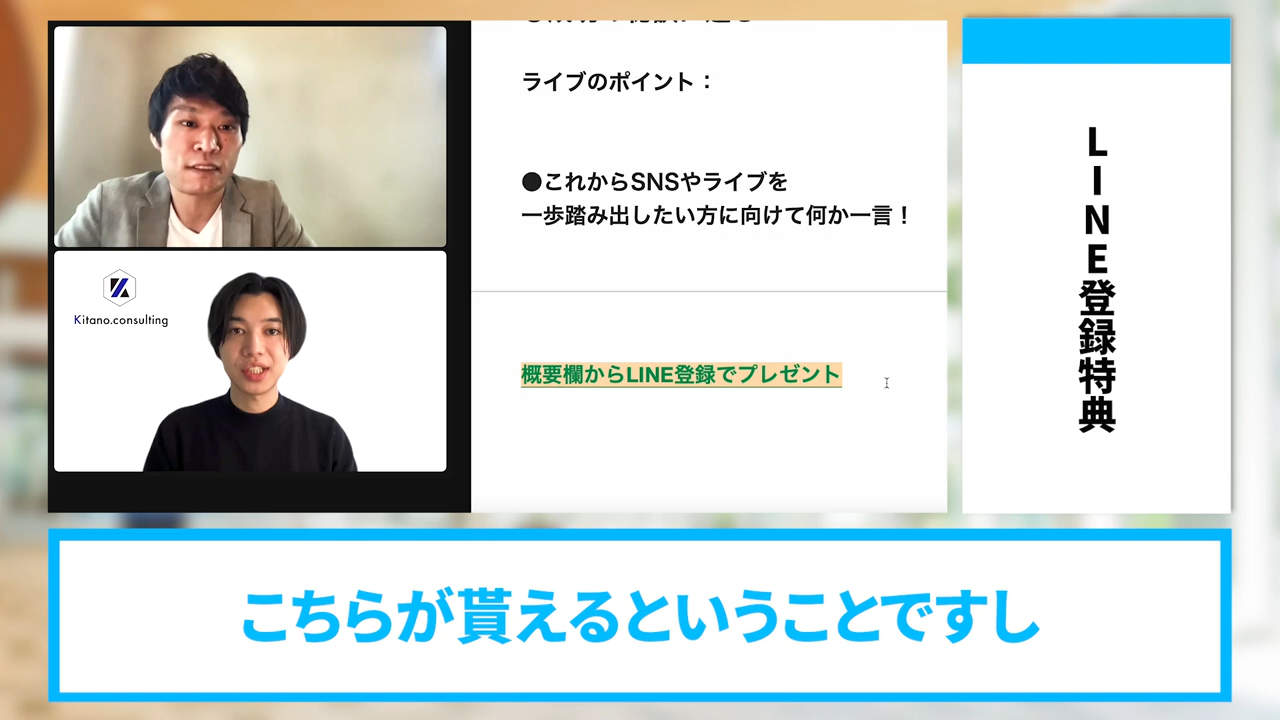 ライブのポイント：
●これからSNSやライブを
一歩踏み出したい方に向けて何か一言！
概要欄からLINE登録でプレゼント
Kitano.consulting
LINE登録特典
こちらが貰えるということですし